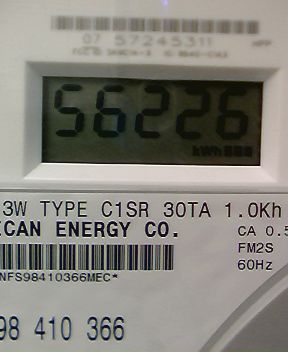 07 57245311
56226
kWh
3W TYPE C1SR 30TA 1.0Kh
ICAN ENERGY CO. CA 0.5
FM2S
NFS98410366MEC* 60Hz
98 410 366